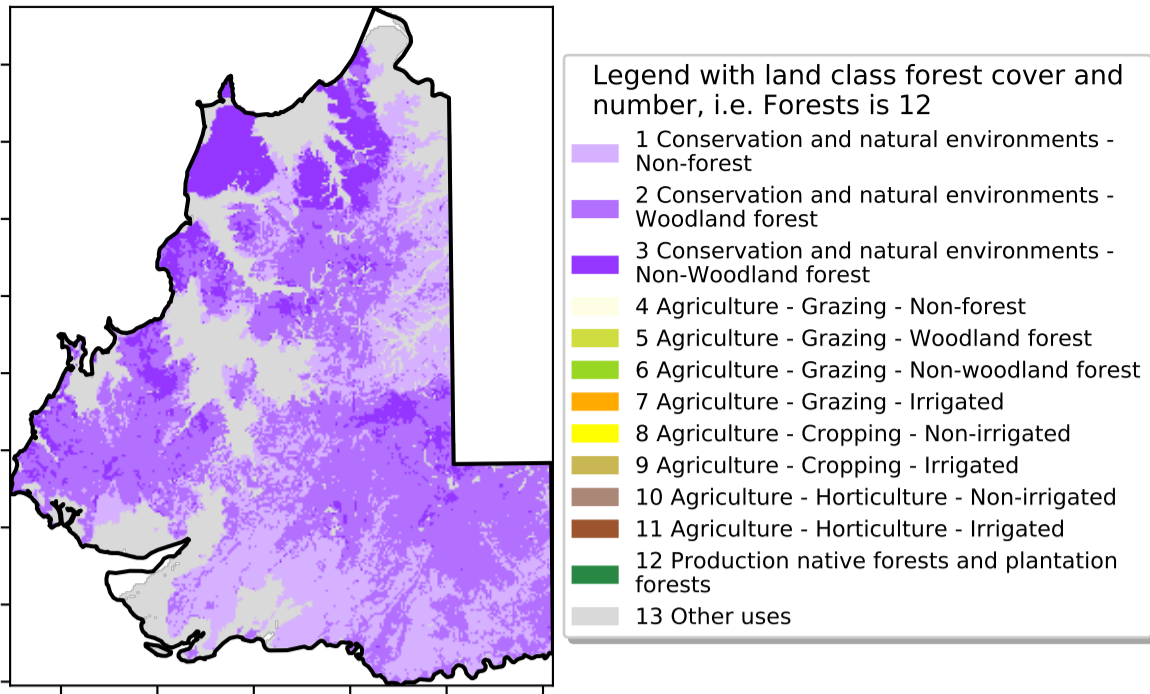 Legend with land class forest cover and
number, i.e. Forests is 12
1 Conservation and natural environments -
Non-forest
2 Conservation and natural environments -
Woodland forest
3 Conservation and natural environments -
Non-Woodland forest
4 Agriculture - Grazing - Non-forest
5 Agriculture - Grazing - Woodland forest
6 Agriculture - Grazing - Non-woodland forest
7 Agriculture - Grazing - Irrigated
8 Agriculture - Cropping - Non-irrigated
9 Agriculture - Cropping - Irrigated
10 Agriculture - Horticulture - Non-irrigated
11 Agriculture - Horticulture - Irrigated
12 Production native forests and plantation
forests
13 Other uses